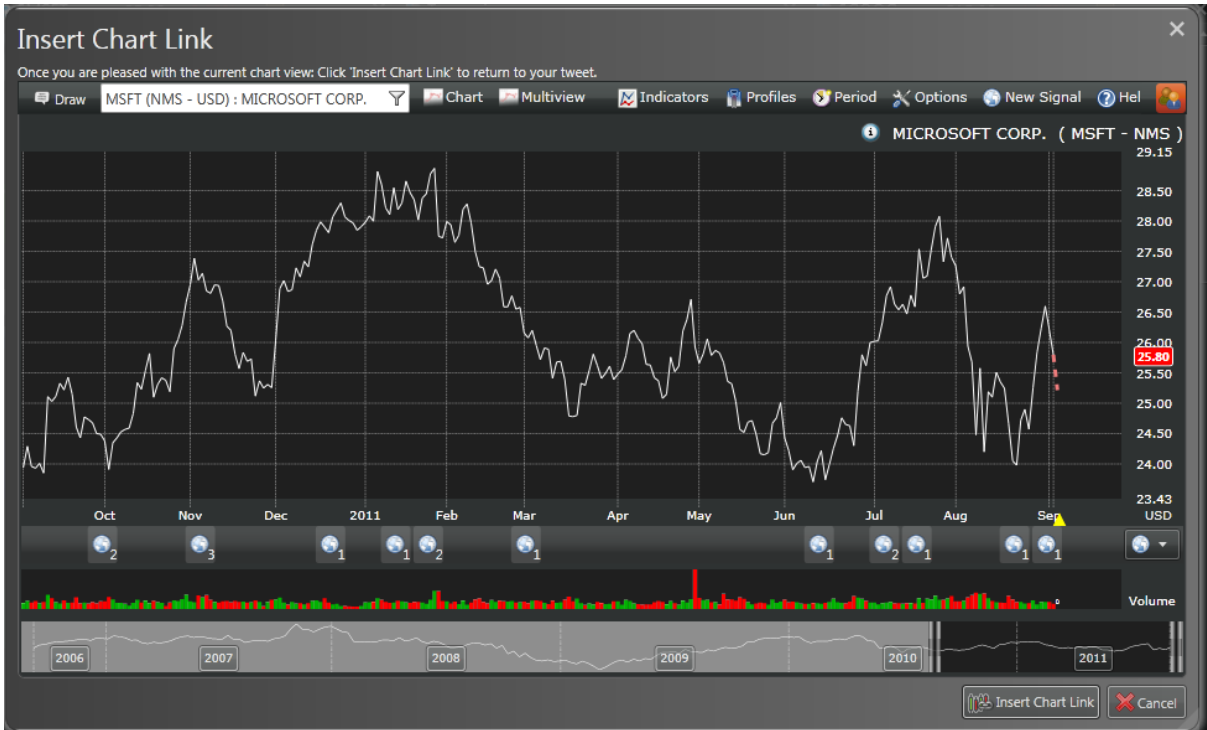 Insert Chart Link
Once you are pleased with the current chart view: Click 'Insert Chart Link' to return to your tweet.
Draw MSFT (NMS - USD) : MICROSOFT CORP. Chart Multiview Indicators Profiles Period Options New Signal Hel
MICROSOFT CORP. ( MSFT - NMS )
29.15
28.50
28.00
27.50
27.00
26.50
26.00
25.80
25.50
25.00
24.50
24.00
23.43
Oct Nov Dec 2011 Feb Mar Apr May Jun Jul Aug Sep USD
2 3 1 1 2 1 1 2 1 1 1
Volume
2006 2007 2008 2009 2010 2011
Insert Chart Link Cancel